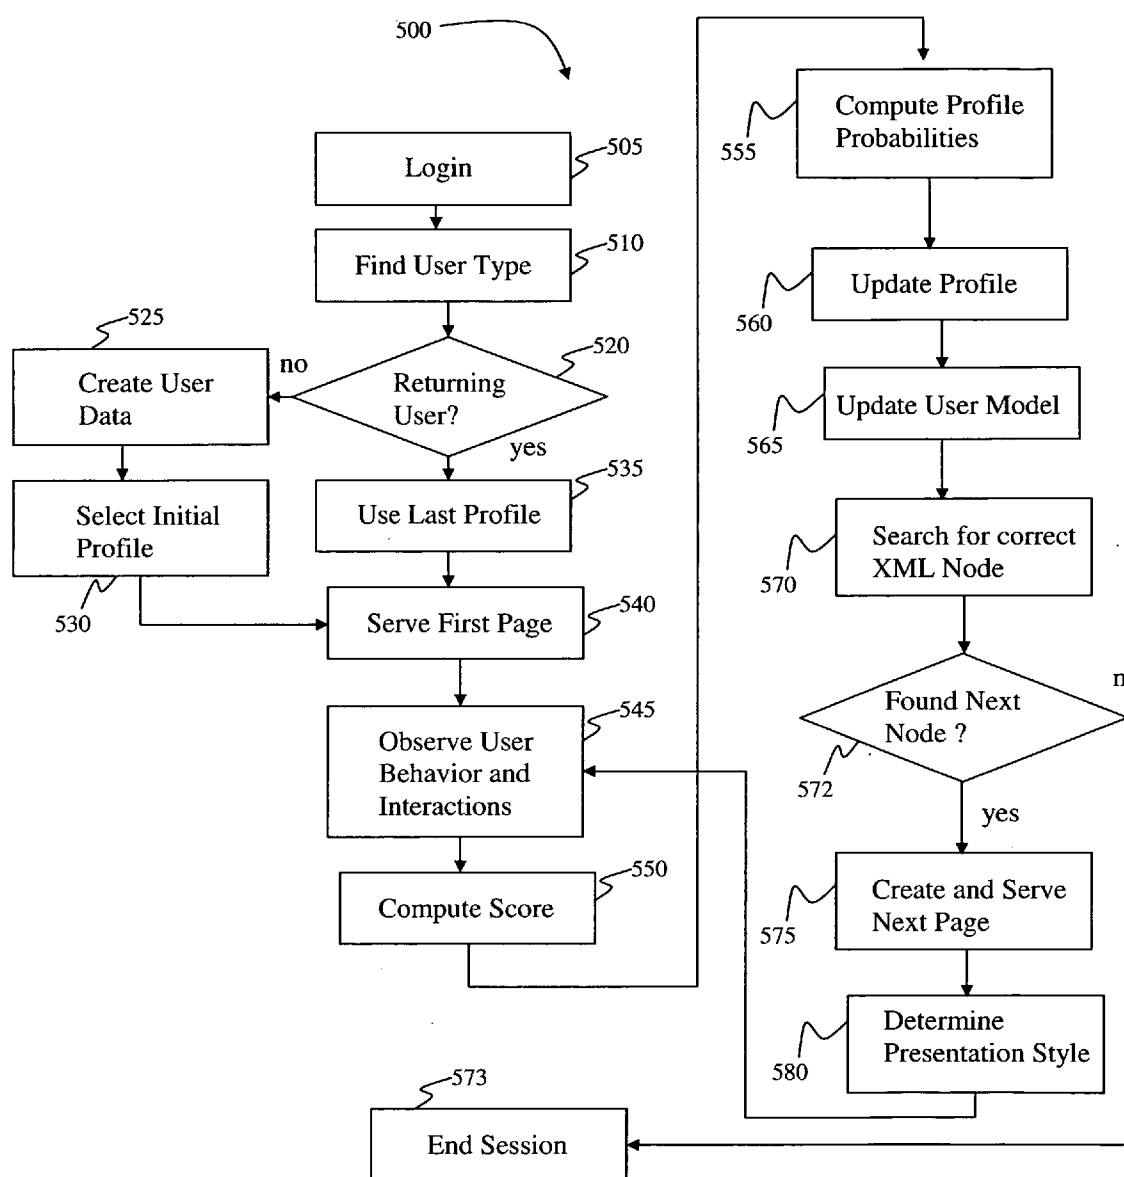 500
Login
505
Find User Type
510
Returning
User?
520
no
yes
525
Create User
Data
Select Initial
Profile
530
535
Use Last Profile
Serve First Page
540
Observe User
Behavior and
Interactions
545
Compute Score
550
Compute Profile
Probabilities
555
Update Profile
560
Update User Model
565
Search for correct
XML Node
570
Found Next
Node ?
572
n
yes
Create and Serve
Next Page
575
Determine
Presentation Style
580
573
End Session